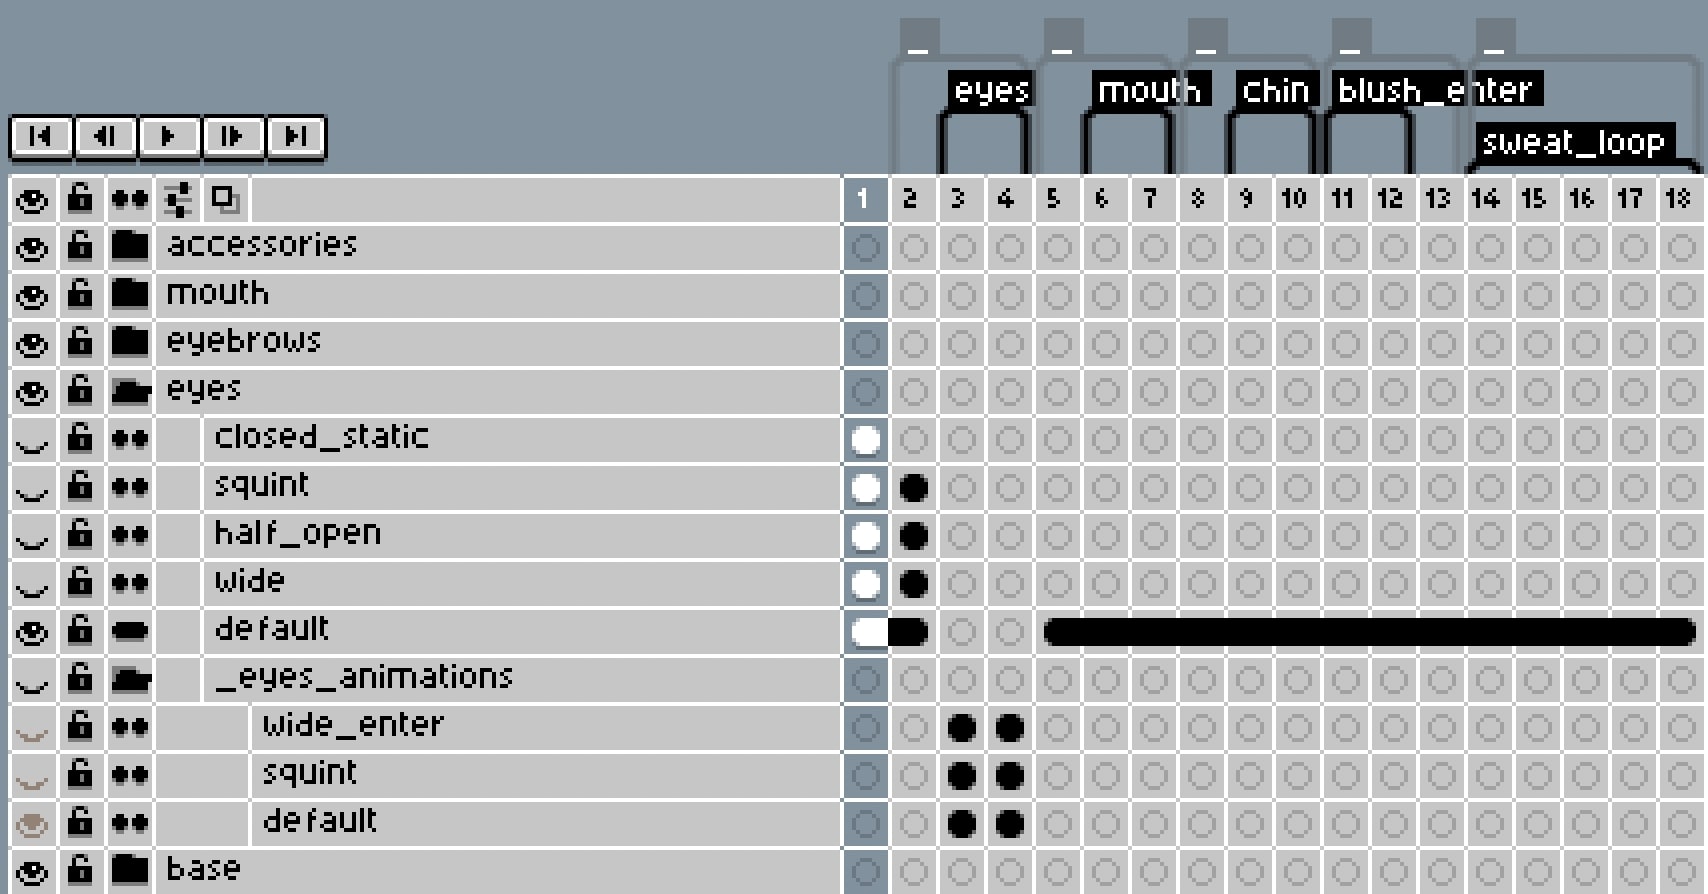 _ _ _ _ _
eyes mouth chin blush_enter
sweat_loop
1 2 3 4 5 6 7 8 9 10 11 12 13 14 15 16 17 18
accessories
mouth
eyebrows
eyes
closed_static
squint
half_open
wide
default
_eyes_animations
wide_enter
squint
default
base